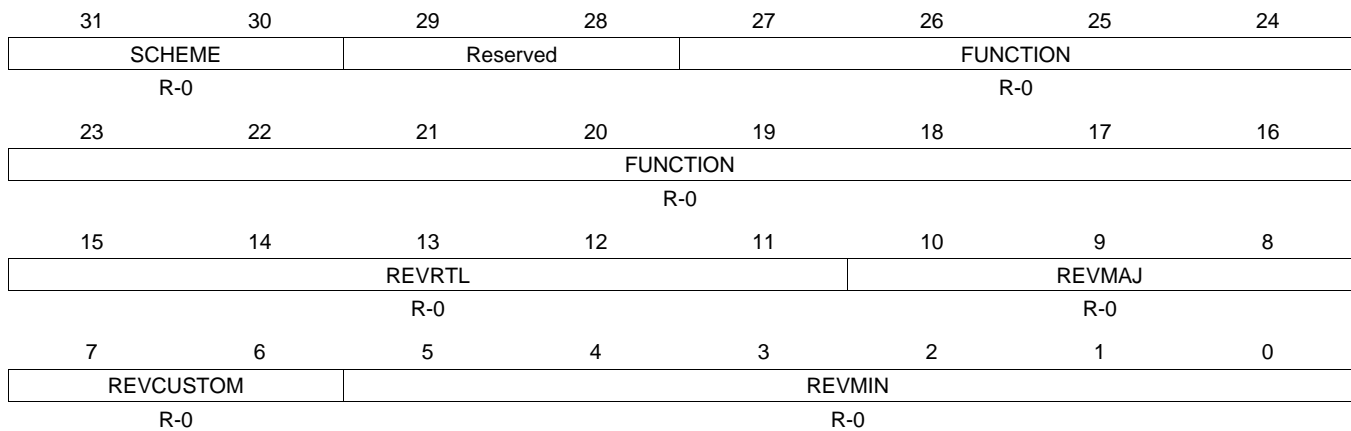 31 30 29 28 27 26 25 24
SCHEME Reserved FUNCTION
R-0 R-0
23 22 21 20 19 18 17 16
FUNCTION
R-0
15 14 13 12 11 10 9 8
REVRTL REVMAJ
R-0 R-0
7 6 5 4 3 2 1 0
REVCUSTOM REVMIN
R-0 R-0